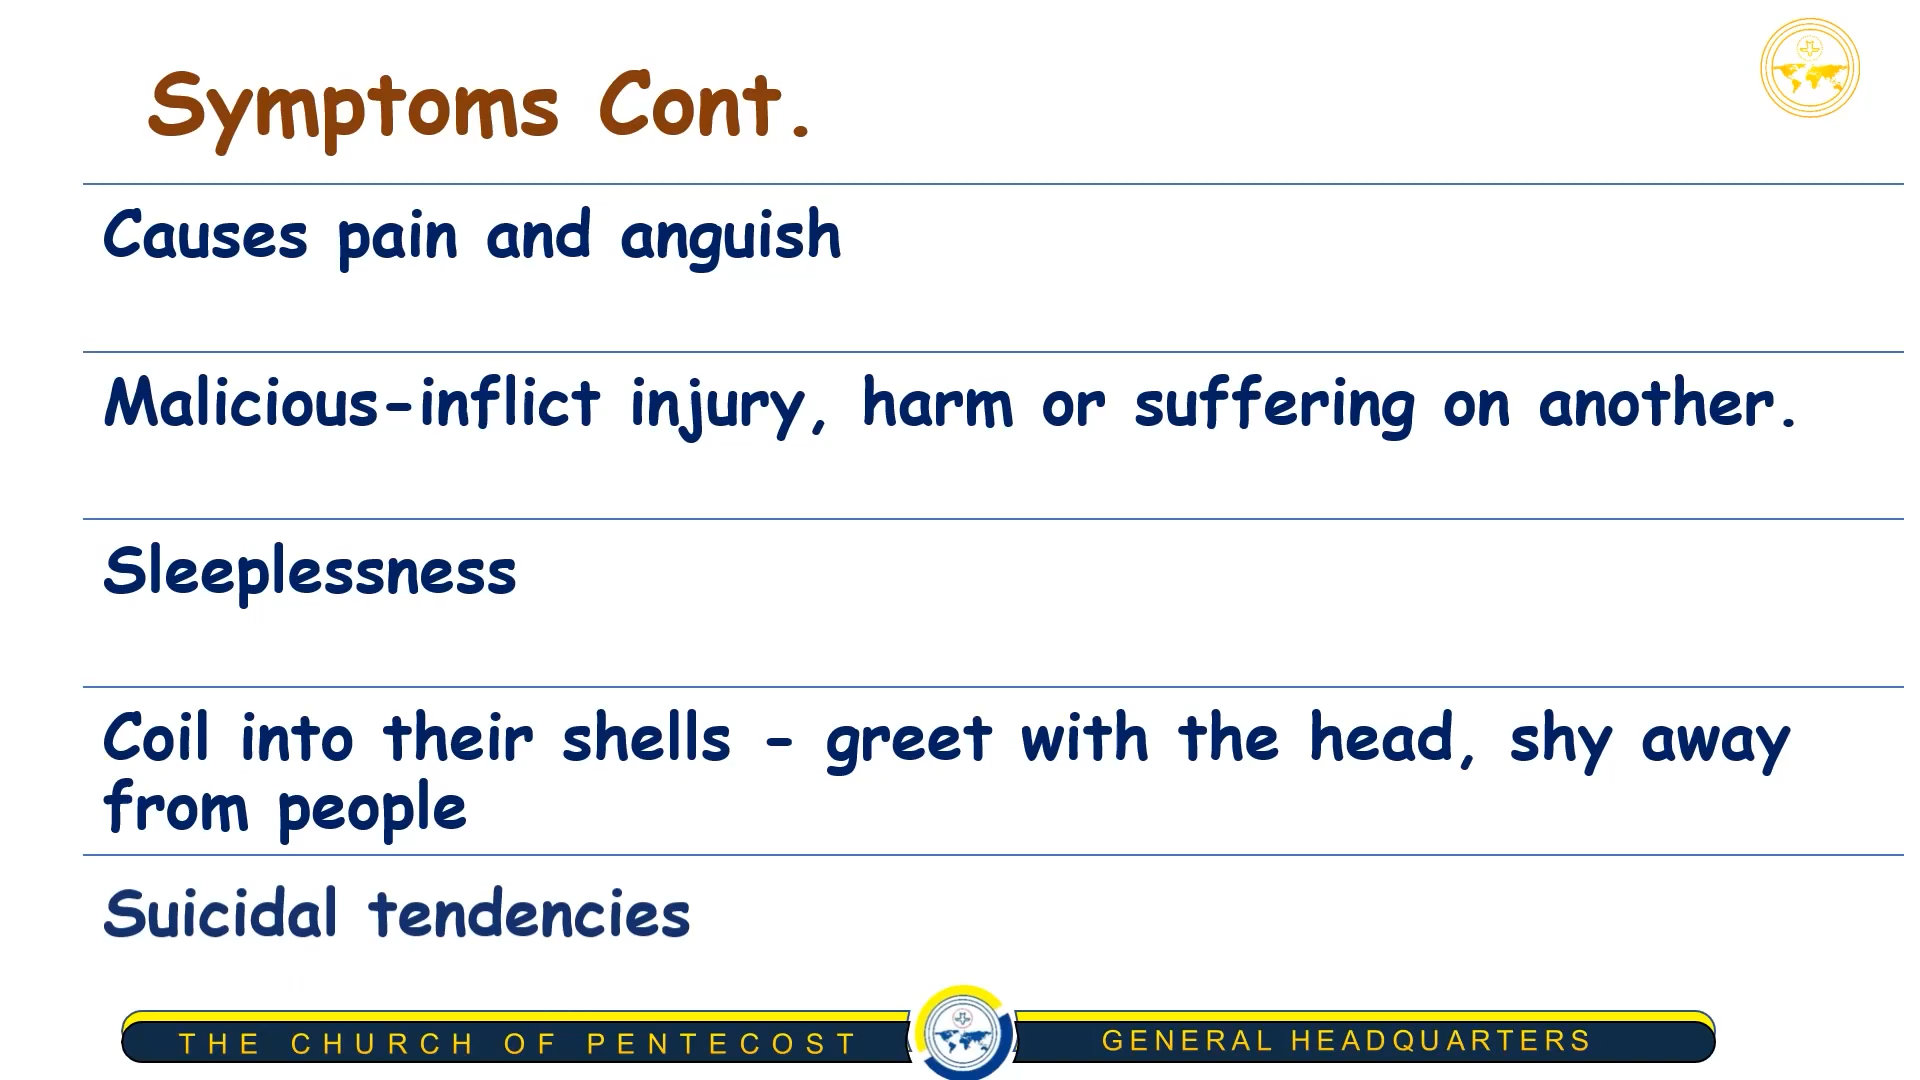 Symptoms Cont.
Causes pain and anguish
Malicious-inflict injury, harm or suffering on another.
Sleeplessness
Coil into their shells - greet with the head, shy away
from people
Suicidal tendencies
THE CHURCH OF PENTECOST
GENERAL HEADQUARTERS